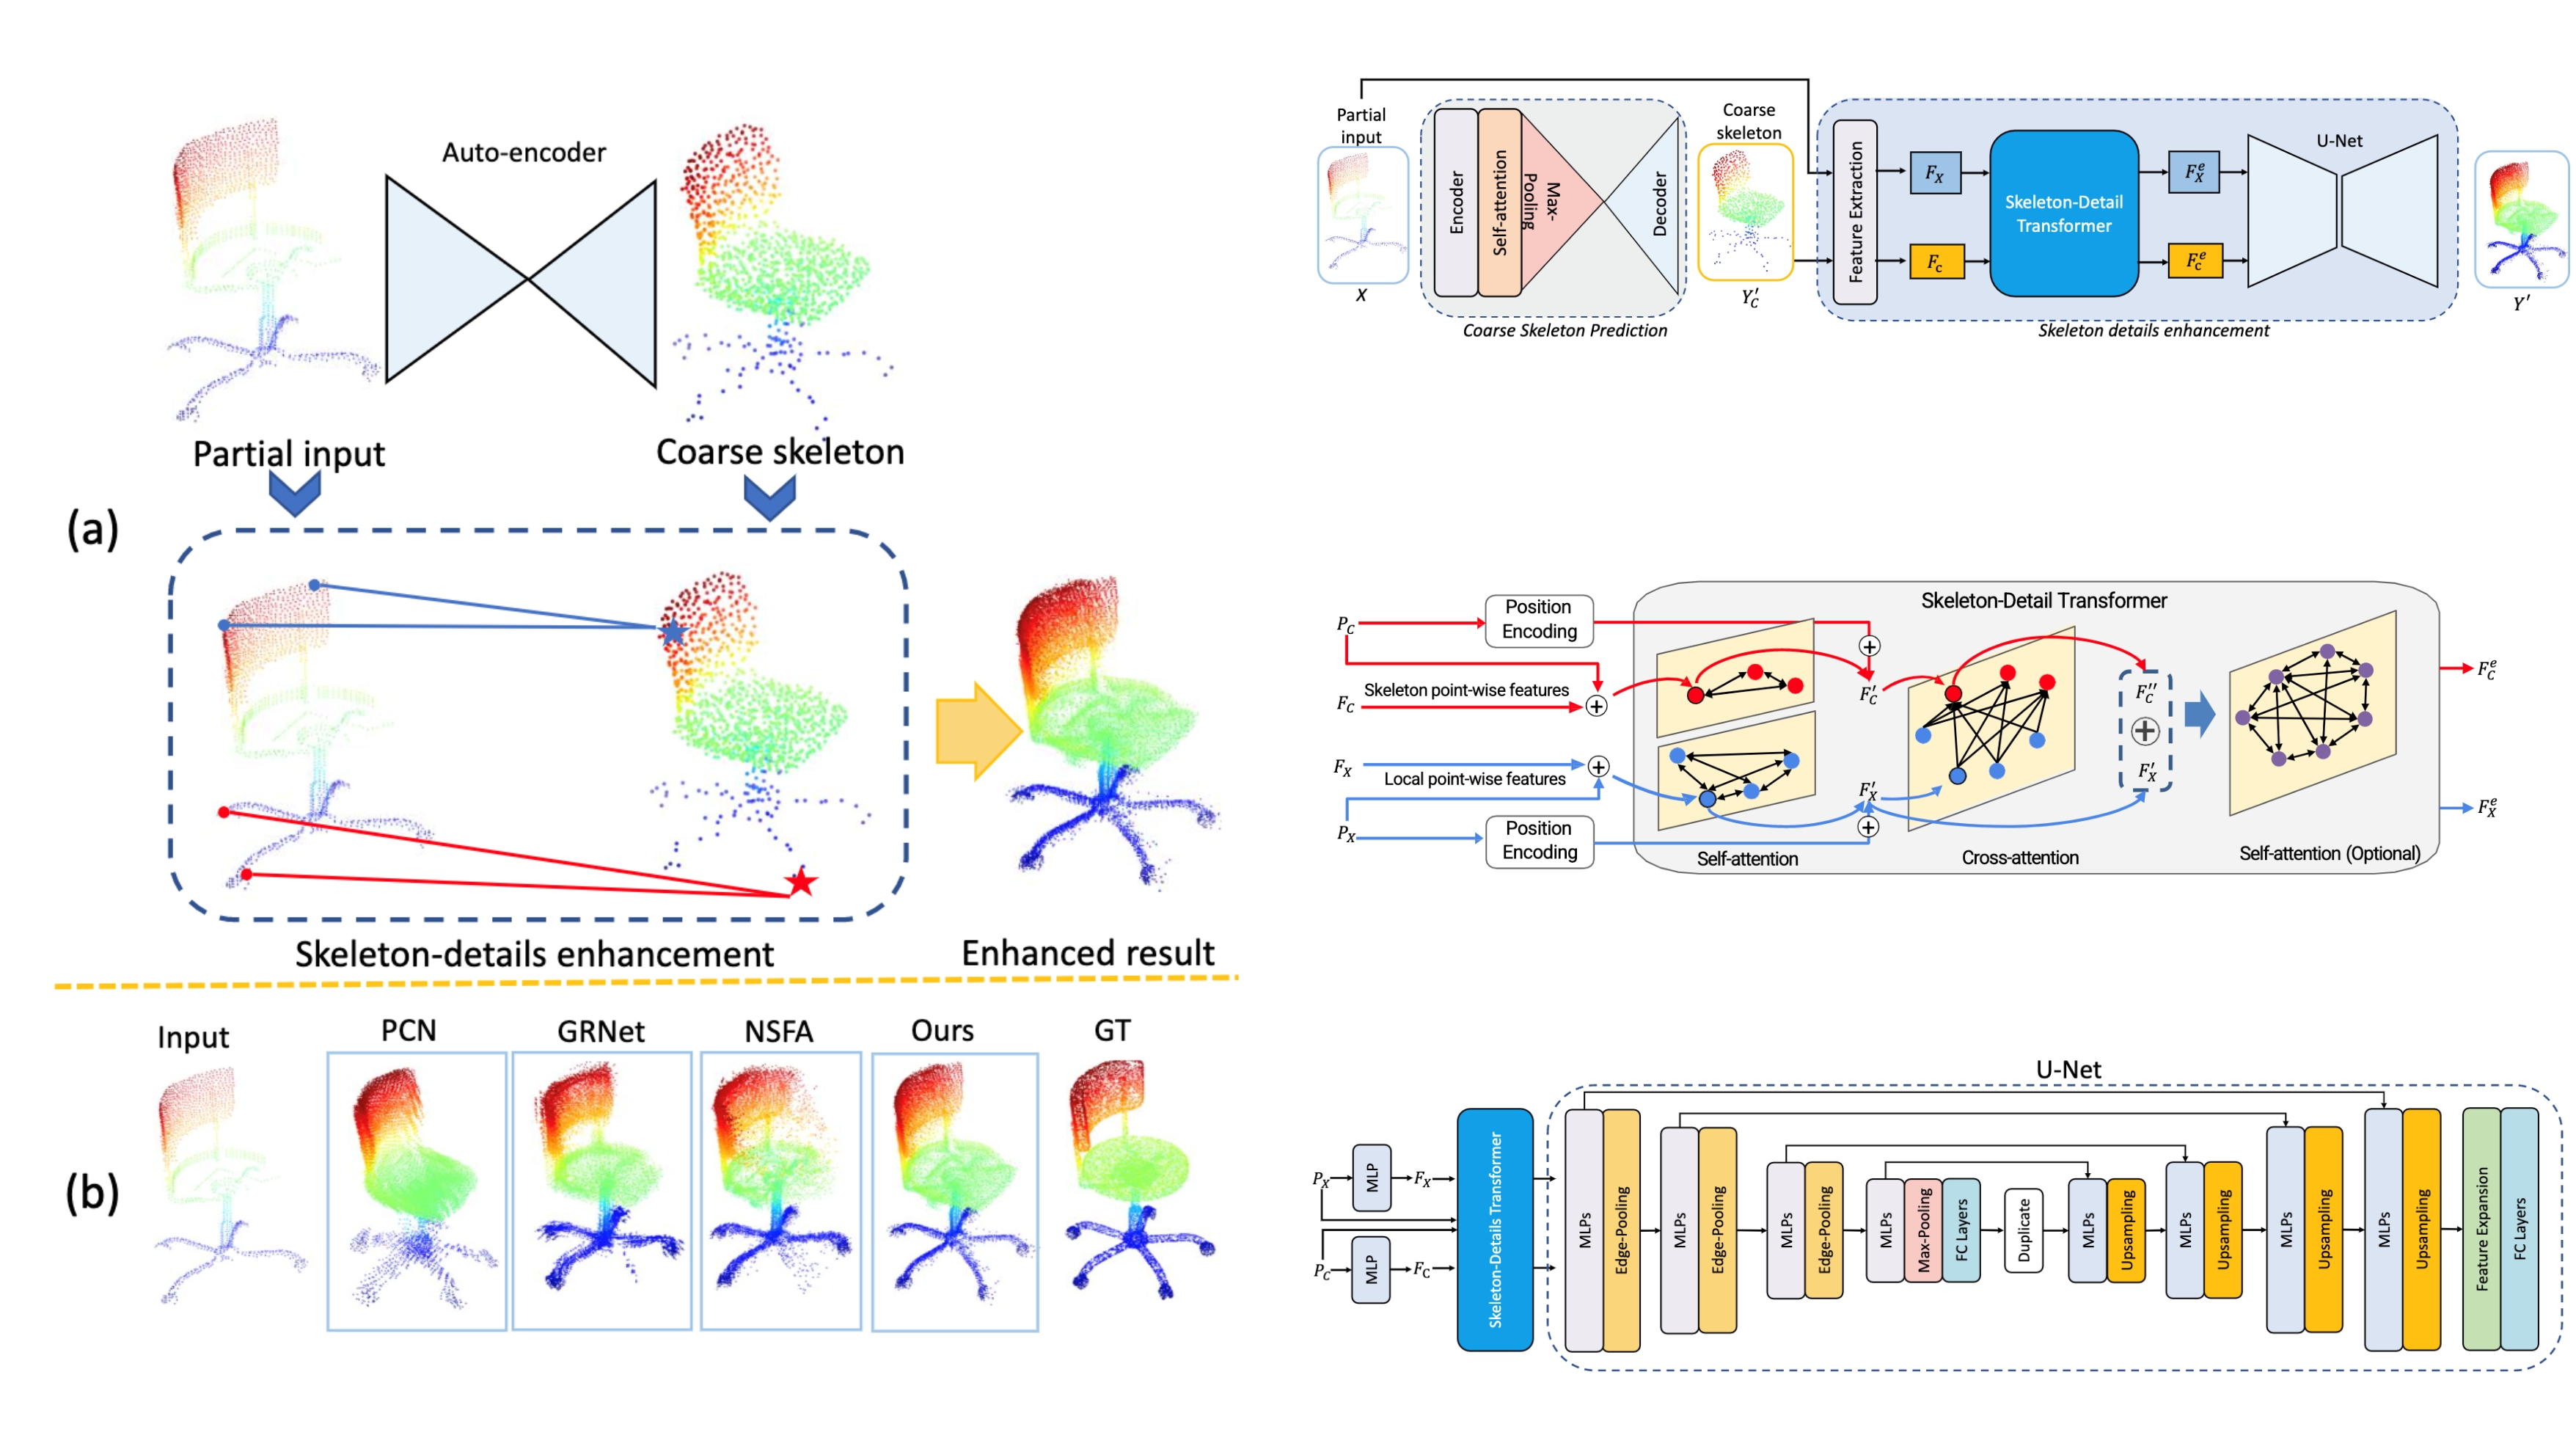 Auto-encoder
Partial input
Coarse skeleton
(a)
Skeleton-details enhancement
Enhanced result
Input
PCN
GRNet
NSFA
Ours
GT
(b)
Partial
input
X
Encoder
Self-attention
Max-
Pooling
Decoder
Coarse Skeleton Prediction
Coarse
skeleton
Y'_C
Feature Extraction
F_X
F_c
Skeleton-Detail
Transformer
F_X^e
F_c^e
U-Net
Skeleton details enhancement
Y'
Skeleton-Detail Transformer
P_C
Position
Encoding
+
Skeleton point-wise features
F_C
+
F'_C
F_X
Local point-wise features
+
P_X
Position
Encoding
F'_X
+
Self-attention
Cross-attention
F''_C
+
F'_X
Self-attention (Optional)
F_C^e
F_X^e
U-Net
P_X
MLP
F_X
P_C
MLP
F_C
Skeleton-Details Transformer
MLPs
Edge-Pooling
MLPs
Edge-Pooling
MLPs
Edge-Pooling
MLPs
Max-Pooling
FC Layers
Duplicate
MLPs
Upsampling
MLPs
Upsampling
MLPs
Upsampling
MLPs
Upsampling
Feature Expansion
FC Layers